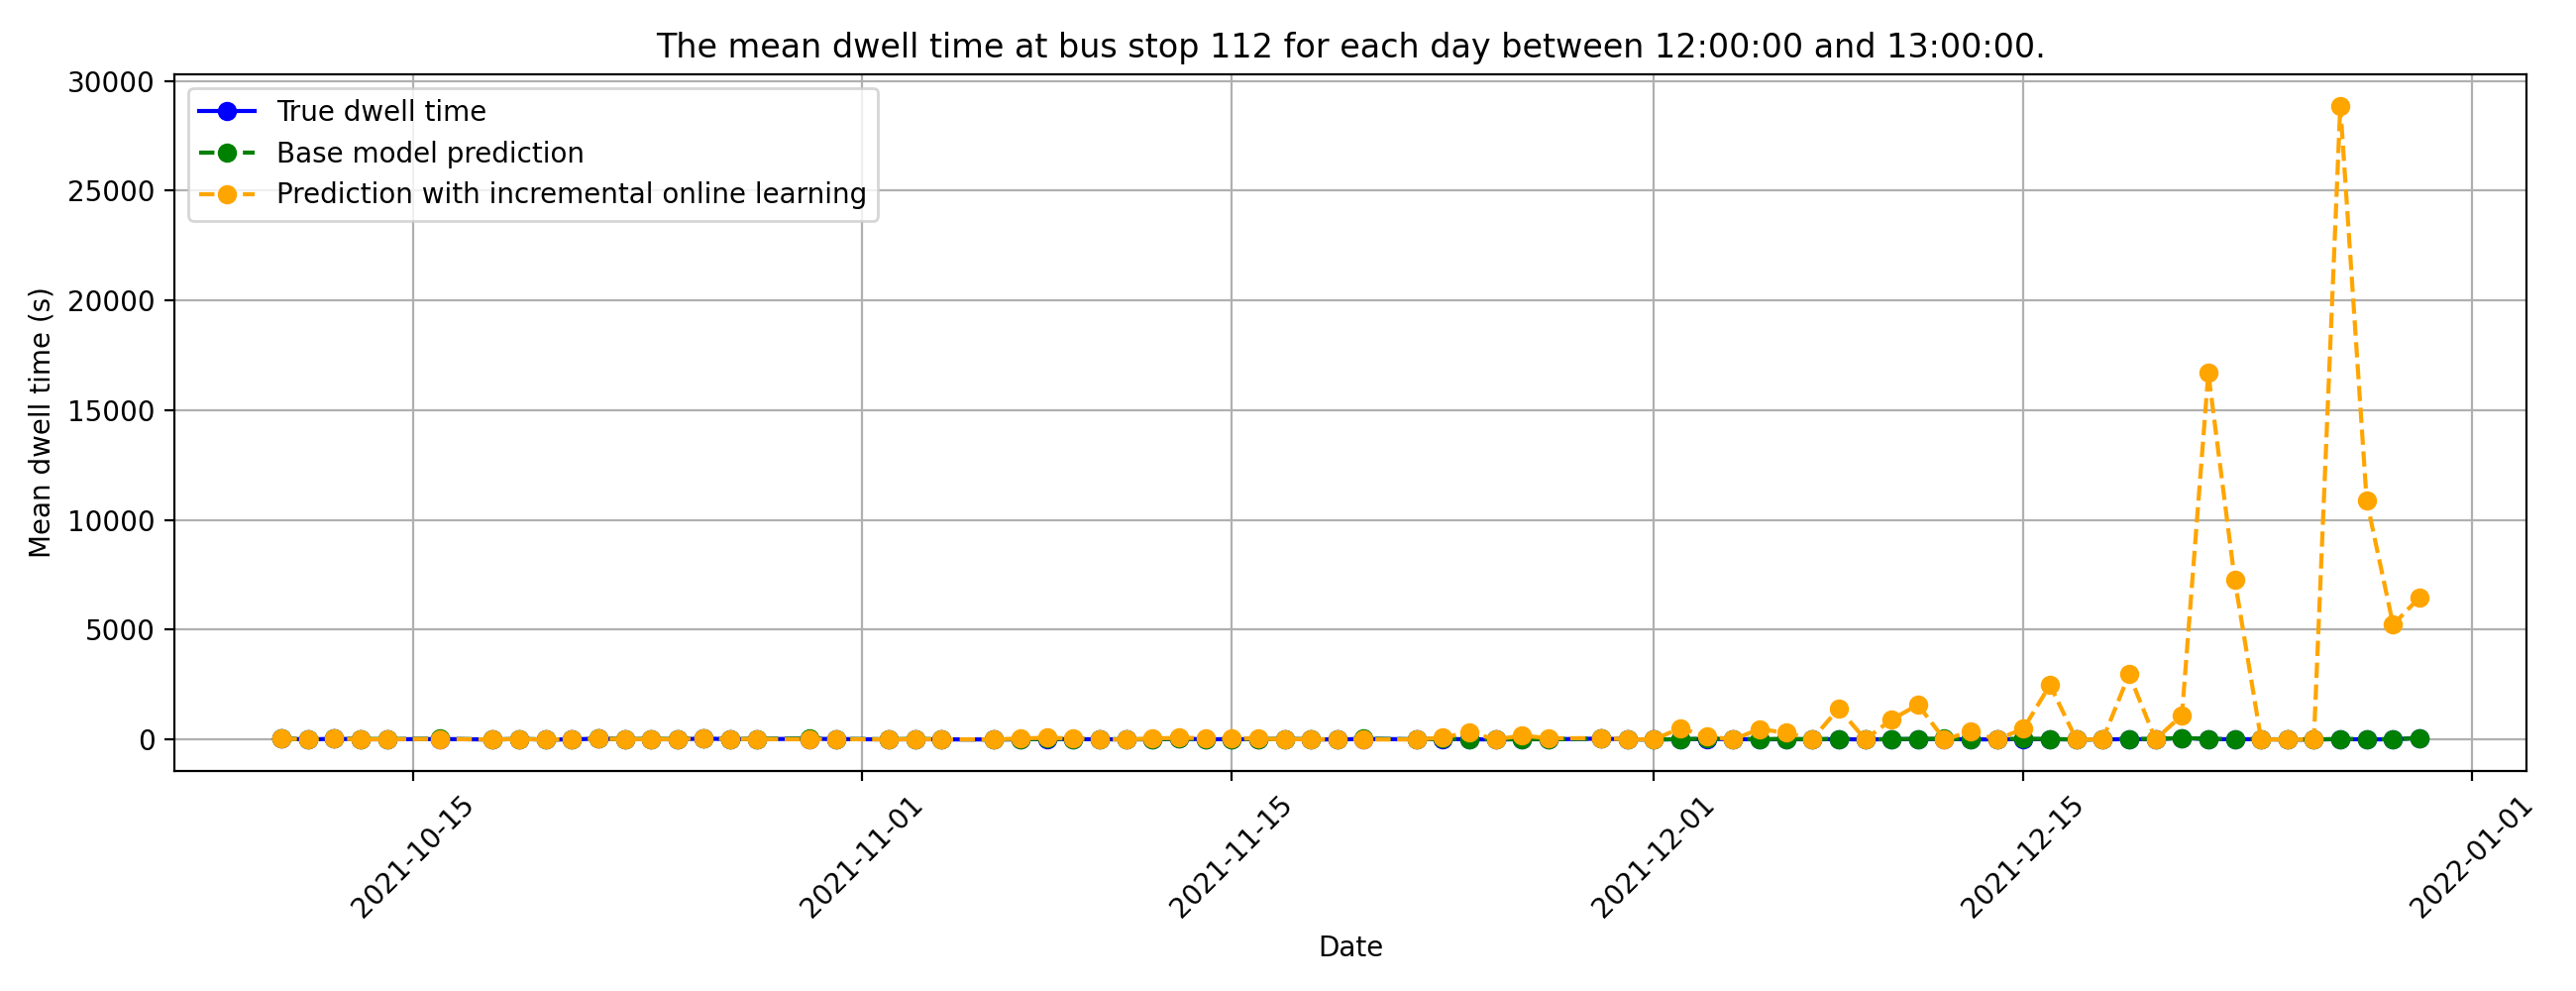 The mean dwell time at bus stop 112 for each day between 12:00:00 and 13:00:00.
True dwell time
Base model prediction
Prediction with incremental online learning
Mean dwell time (s)
30000
25000
20000
15000
10000
5000
0
2021-10-15
2021-11-01
2021-11-15
2021-12-01
2021-12-15
2022-01-01
Date